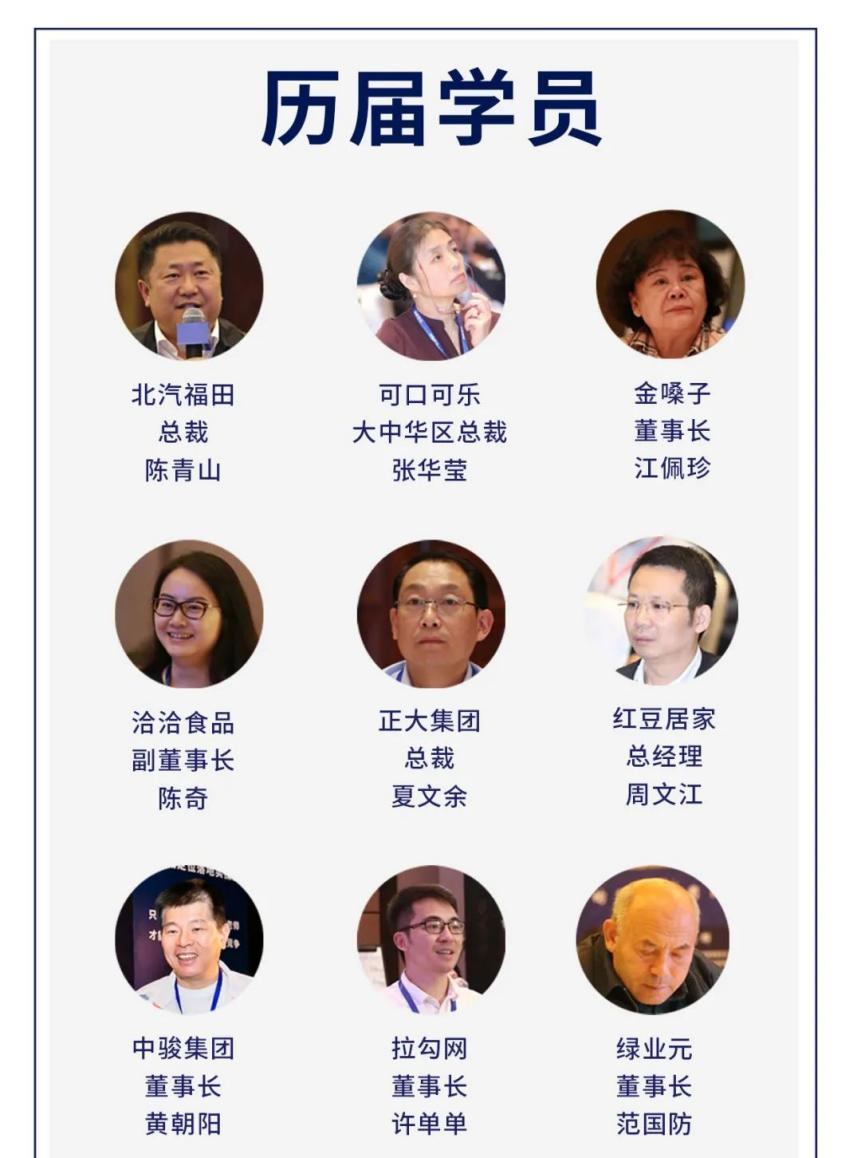 历届学员
北汽福田
总裁
陈青山
可口可乐
大中华区总裁
张华莹
金嗓子
董事长
江佩珍
洽洽食品
副董事长
陈奇
正大集团
总裁
夏文余
红豆居家
总经理
周文江
中骏集团
董事长
黄朝阳
拉勾网
董事长
许单单
绿业元
董事长
范国防